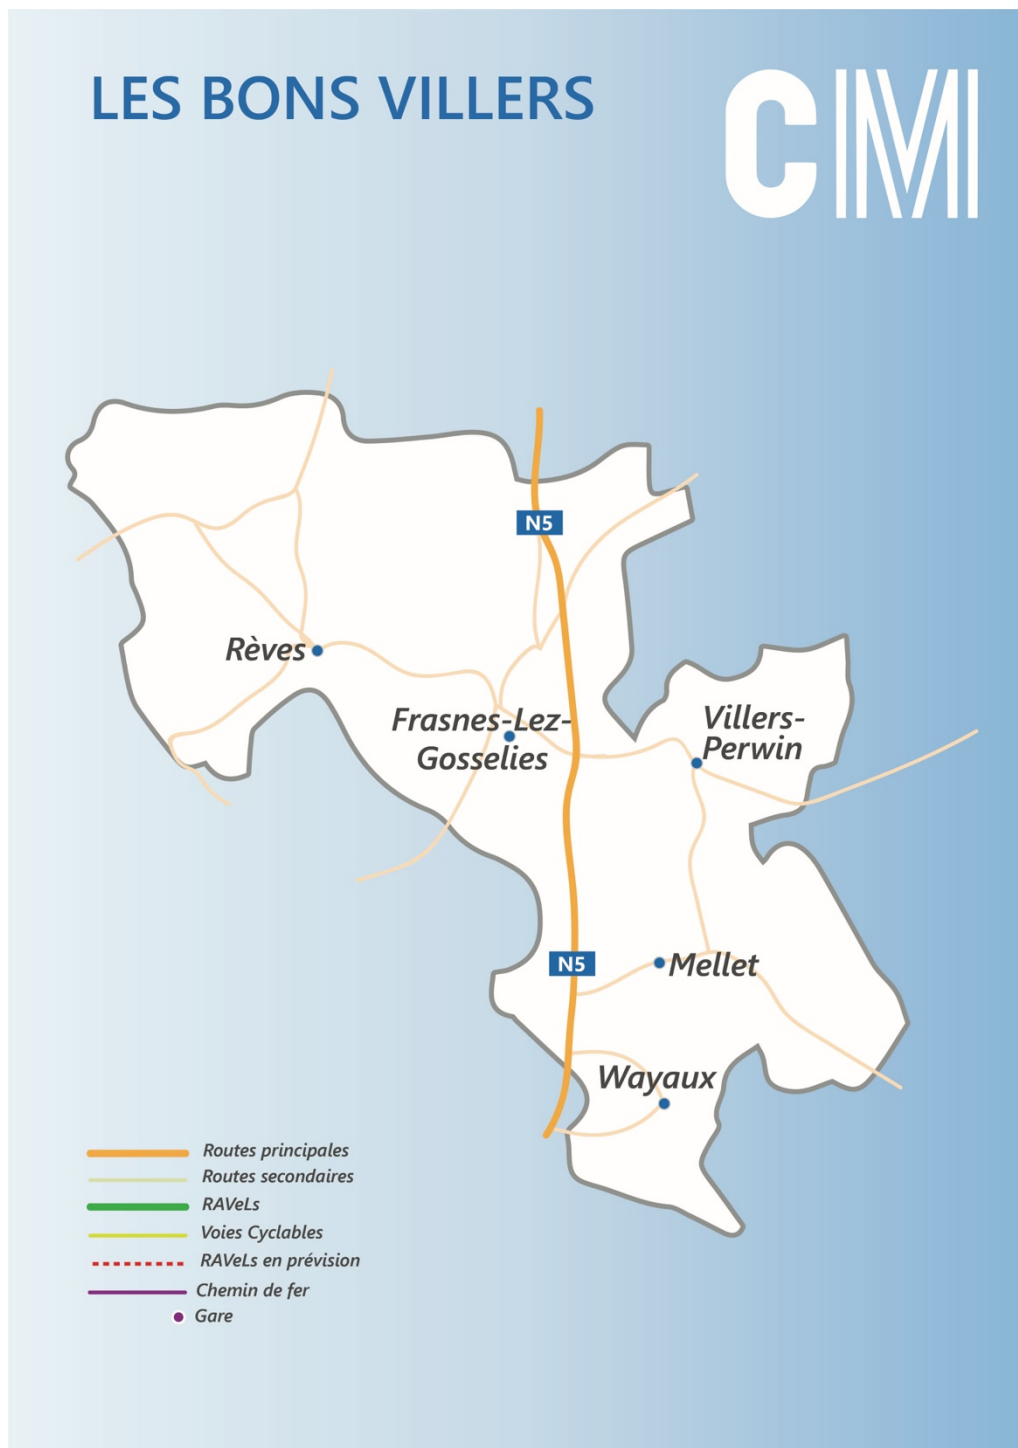 LES BONS VILLERS
CM
N5
Rèves
Frasnes-Lez-
Gosselies
Villers-
Perwin
N5
Mellet
Wayaux
Routes principales
Routes secondaires
RAVeLs
Voies Cyclables
RAVeLs en prévision
Chemin de fer
Gare